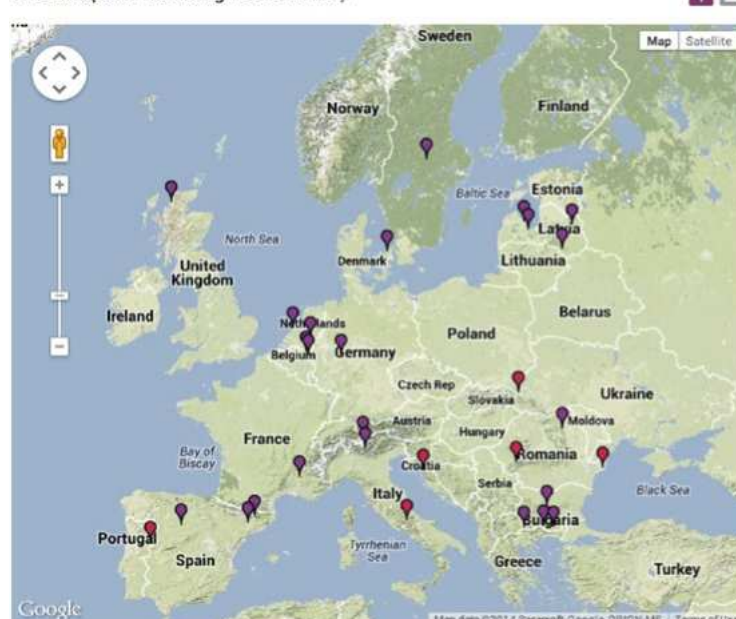 Sweden
Map Satellite
Norway
Finland
Baltic Sea
Estonia
Latvia
North Sea
Denmark
Lithuania
United
Kingdom
Ireland
Belarus
Netherlands
Poland
Belgium
Germany
Czech Rep
Ukraine
Slovakia
Austria
Moldova
France
Hungary
Bay of
Biscay
Romania
Croatia
Serbia
Italy
Black Sea
Portugal
Bulgaria
Spain
Tyrrhenian
Sea
Greece
Turkey
Google